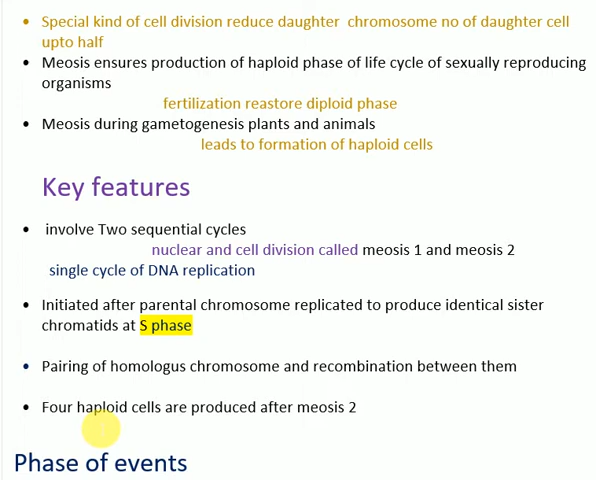 • Special kind of cell division reduce daughter chromosome no of daughter cell
upto half
• Meosis ensures production of haploid phase of life cycle of sexually reproducing
organisms
fertilization reastore diploid phase
• Meosis during gametogenesis plants and animals
leads to formation of haploid cells
Key features
• involve Two sequential cycles
nuclear and cell division called meosis 1 and meosis 2
single cycle of DNA replication
• Initiated after parental chromosome replicated to produce identical sister
chromatids at S phase
• Pairing of homologus chromosome and recombination between them
• Four haploid cells are produced after meosis 2
Phase of events